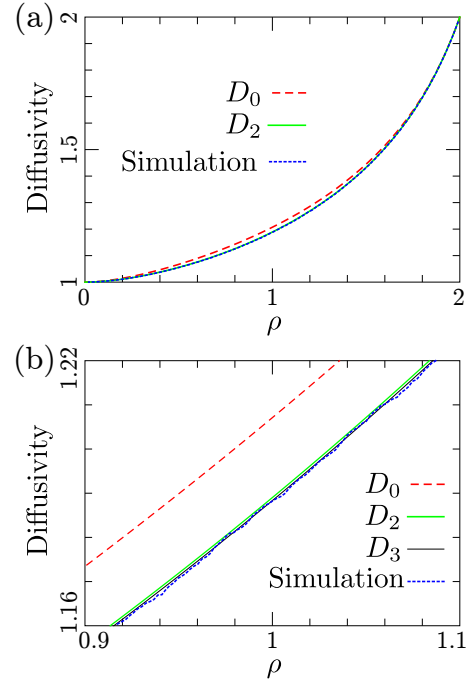 (a)
2
1.5
1
Diffusivity
D0
D2
Simulation
0
1
2
ρ
(b)
1.22
1.16
Diffusivity
D0
D2
D3
Simulation
0.9
1
1.1
ρ